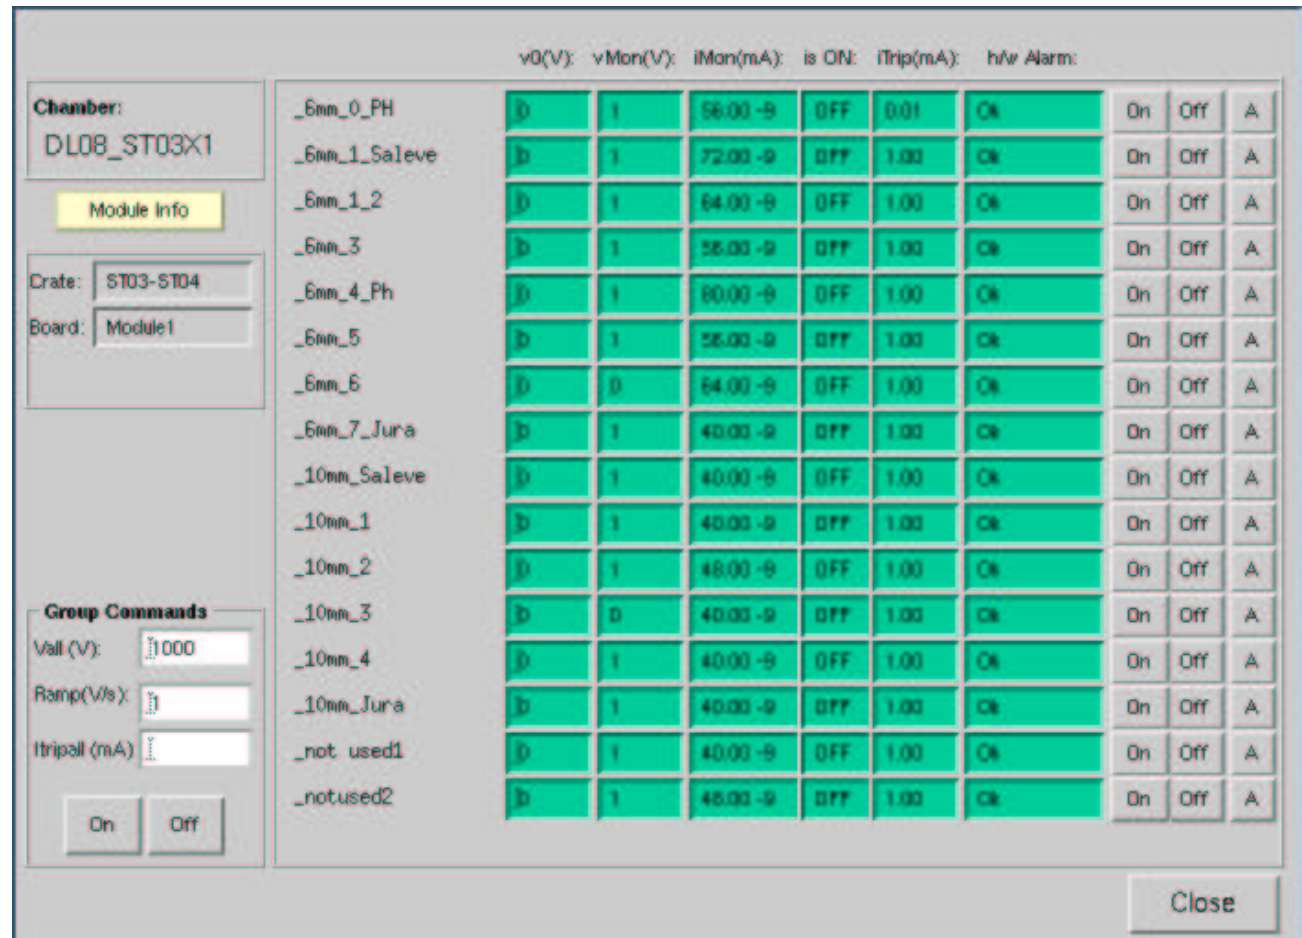 v0(V): vMon(V): iMon(mA): is ON: iTrip(mA): h/w Alarm:
Chamber:
DL08_ST03X1
Module Info
Crate: ST03-ST04
Board: Module1
Group Commands
Vall (V): 1000
Ramp(V/s): 1
Itripall (mA)
On Off
_6mm_0_PH 0 1 56.00 -9 OFF 0.01 Ok On Off A
_6mm_1_Saleve 0 1 72.00 -9 OFF 1.00 Ok On Off A
_6mm_1_2 0 1 64.00 -9 OFF 1.00 Ok On Off A
_6mm_3 0 1 56.00 -9 OFF 1.00 Ok On Off A
_6mm_4_Ph 0 1 -9 OFF 1.00 Ok On Off A
_6mm_5 0 1 56.00 -9 OFF 1.00 Ok On Off A
_6mm_6 0 0 64.00 -9 OFF 1.00 Ok On Off A
_6mm_7_Jura 0 1 40.00 -9 OFF 1.00 Ok On Off A
_10mm_Saleve 0 1 40.00 -9 OFF 1.00 Ok On Off A
_10mm_1 0 1 40.00 -9 OFF 1.00 Ok On Off A
_10mm_2 0 1 48.00 -9 OFF 1.00 Ok On Off A
_10mm_3 0 0 40.00 -9 OFF 1.00 Ok On Off A
_10mm_4 0 1 40.00 -9 OFF 1.00 Ok On Off A
_10mm_Jura 0 1 40.00 -9 OFF 1.00 Ok On Off A
_not used1 0 1 40.00 -9 OFF 1.00 Ok On Off A
_notused2 0 1 48.00 -9 OFF 1.00 Ok On Off A
Close